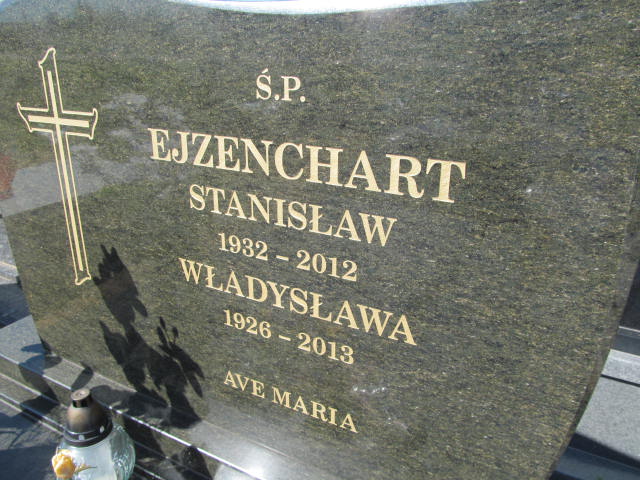 Ś.P.
EJZENCHART
STANISŁAW
1932 – 2012
WŁADYSŁAWA
1926 – 2013
AVE MARIA